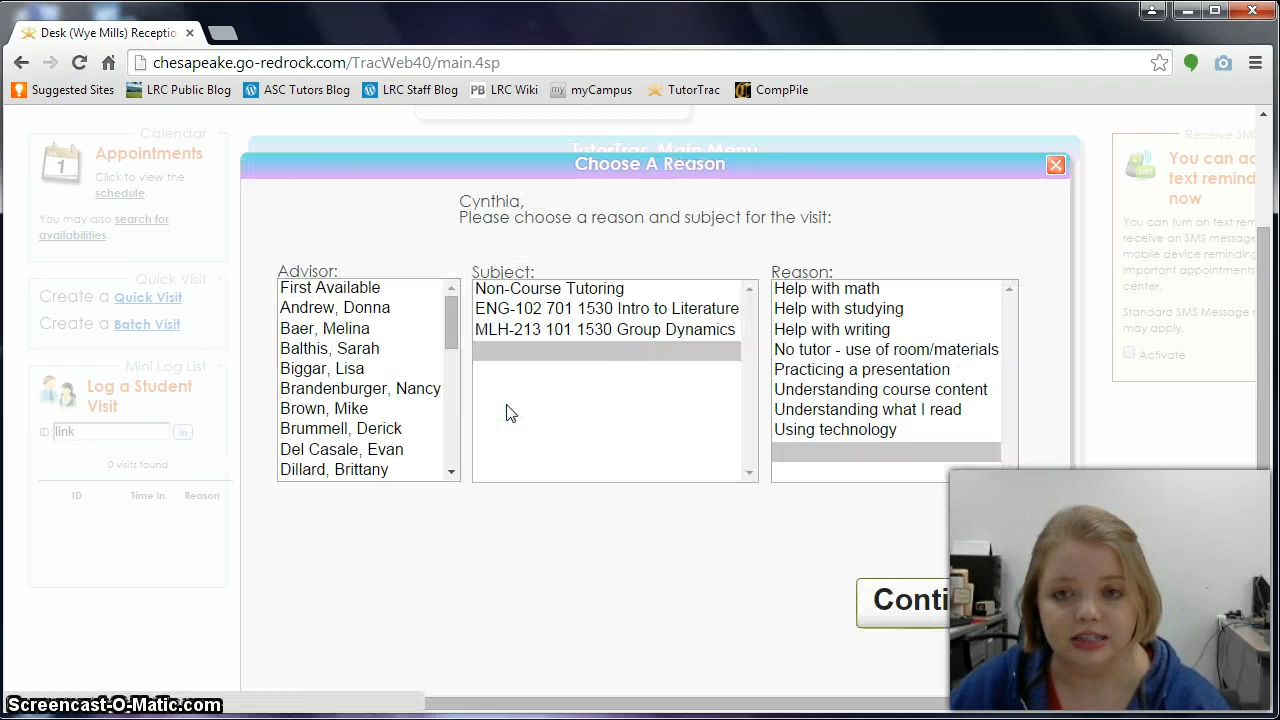 Desk (Wye Mills) Receptio
chesapeake.go-redrock.com/TracWeb40/main.4sp
Suggested Sites LRC Public Blog ASC Tutors Blog LRC Staff Blog PB LRC Wiki my myCampus TutorTrac CompPile
TutorTrac Main Menu
Choose A Reason
Calendar
1
Appointments
Click to view the
schedule.
You may also search for
availabilities.
Quick Visit
Create a Quick Visit
Create a Batch Visit
Mini Log List
Log a Student
Visit
ID: link in
0 visits found
ID Time In Reason
Cynthia,
Please choose a reason and subject for the visit:
Advisor:
First Available
Andrew, Donna
Baer, Melina
Balthis, Sarah
Biggar, Lisa
Brandenburger, Nancy
Brown, Mike
Brummell, Derick
Del Casale, Evan
Dillard, Brittany
Subject:
Non-Course Tutoring
ENG-102 701 1530 Intro to Literature
MLH-213 101 1530 Group Dynamics
Reason:
Help with math
Help with studying
Help with writing
No tutor - use of room/materials
Practicing a presentation
Understanding course content
Understanding what I read
Using technology
Conti
Receive SMS
You can ac
text remind
now
You can turn on text rem
receive an SMS message
mobile device reminding
important appointments
center.
Standard SMS Message r
may apply.
Activate
Screencast-O-Matic.com